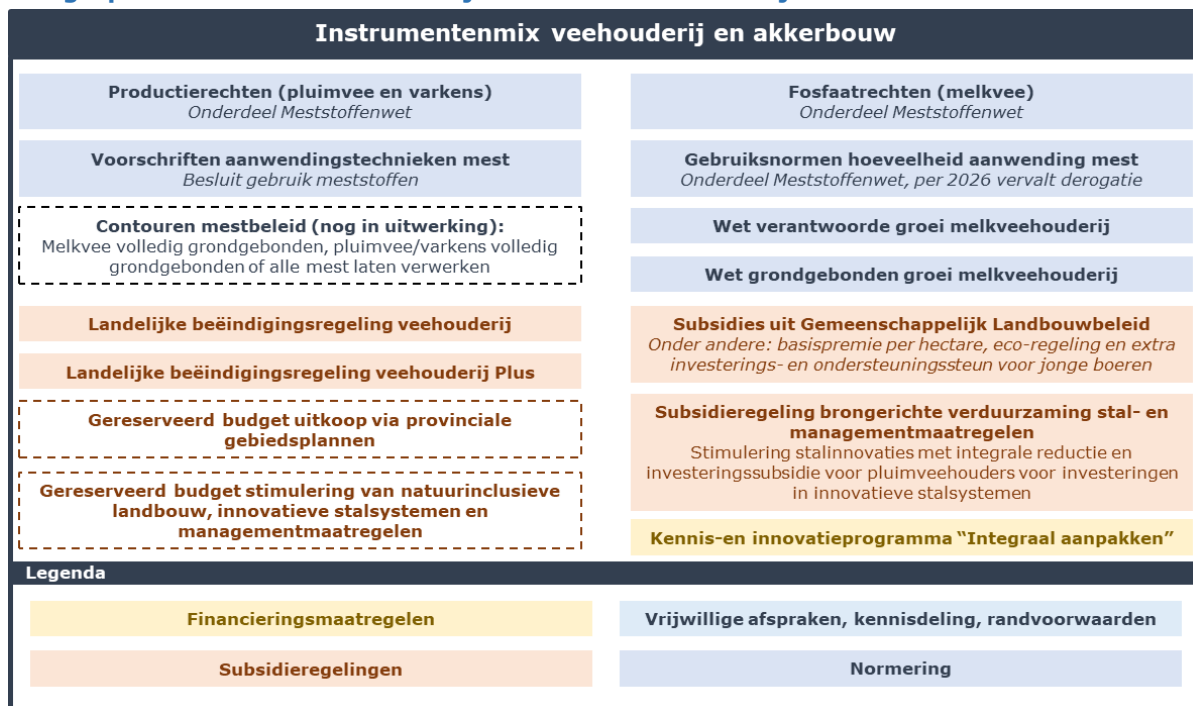 Instrumentenmix veehouderij en akkerbouw
Productierechten (pluimvee en varkens)
Onderdeel Meststoffenwet
Voorschriften aanwendingstechnieken mest
Besluit gebruik meststoffen
Contouren mestbeleid (nog in uitwerking):
Melkvee volledig grondgebonden, pluimvee/varkens volledig
grondgebonden of alle mest laten verwerken
Landelijke beëindigingsregeling veehouderij
Landelijke beëindigingsregeling veehouderij Plus
Gereserveerd budget uitkoop via provinciale
gebiedsplannen
Gereserveerd budget stimulering van natuurinclusieve
landbouw, innovatieve stalsystemen en
managementmaatregelen
Fosfaatrechten (melkvee)
Onderdeel Meststoffenwet
Gebruiksnormen hoeveelheid aanwending mest
Onderdeel Meststoffenwet, per 2026 vervalt derogatie
Wet verantwoorde groei melkveehouderij
Wet grondgebonden groei melkveehouderij
Subsidies uit Gemeenschappelijk Landbouwbeleid
Onder andere: basispremie per hectare, eco-regeling en extra
investerings- en ondersteuningssteun voor jonge boeren
Subsidieregeling brongerichte verduurzaming stal- en
managementmaatregelen
Stimulering stalinnovaties met integrale reductie en
investeringssubsidie voor pluimveehouders voor investeringen
in innovatieve stalsystemen
Kennis-en innovatieprogramma “Integraal aanpakken”
Legenda
Financieringsmaatregelen
Vrijwillige afspraken, kennisdeling, randvoorwaarden
Subsidieregelingen
Normering